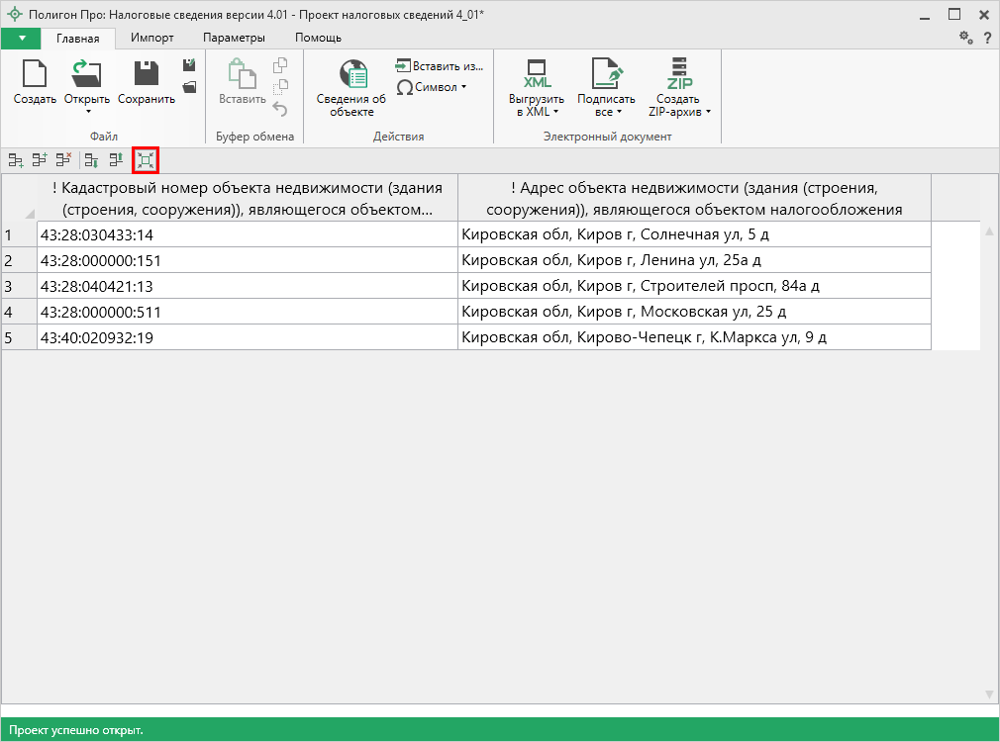 Полигон Про: Налоговые сведения версии 4.01 - Проект налоговых сведений 4_01*
Главная Импорт Параметры Помощь
?
Создать Открыть Сохранить
Файл
Вставить
Буфер обмена
Сведения об
объекте
Вставить из...
Символ
Действия
XML
Выгрузить
в XML
Подписать
все
ZIP
Создать
ZIP-архив
Электронный документ
! Кадастровый номер объекта недвижимости (здания
(строения, сооружения)), являющегося объектом...
! Адрес объекта недвижимости (здания (строения,
сооружения)), являющегося объектом налогообложения
1 43:28:030433:14 Кировская обл, Киров г, Солнечная ул, 5 д
2 43:28:000000:151 Кировская обл, Киров г, Ленина ул, 25а д
3 43:28:040421:13 Кировская обл, Киров г, Строителей просп, 84а д
4 43:28:000000:511 Кировская обл, Киров г, Московская ул, 25 д
5 43:40:020932:19 Кировская обл, Кирово-Чепецк г, К.Маркса ул, 9 д
Проект успешно открыт.